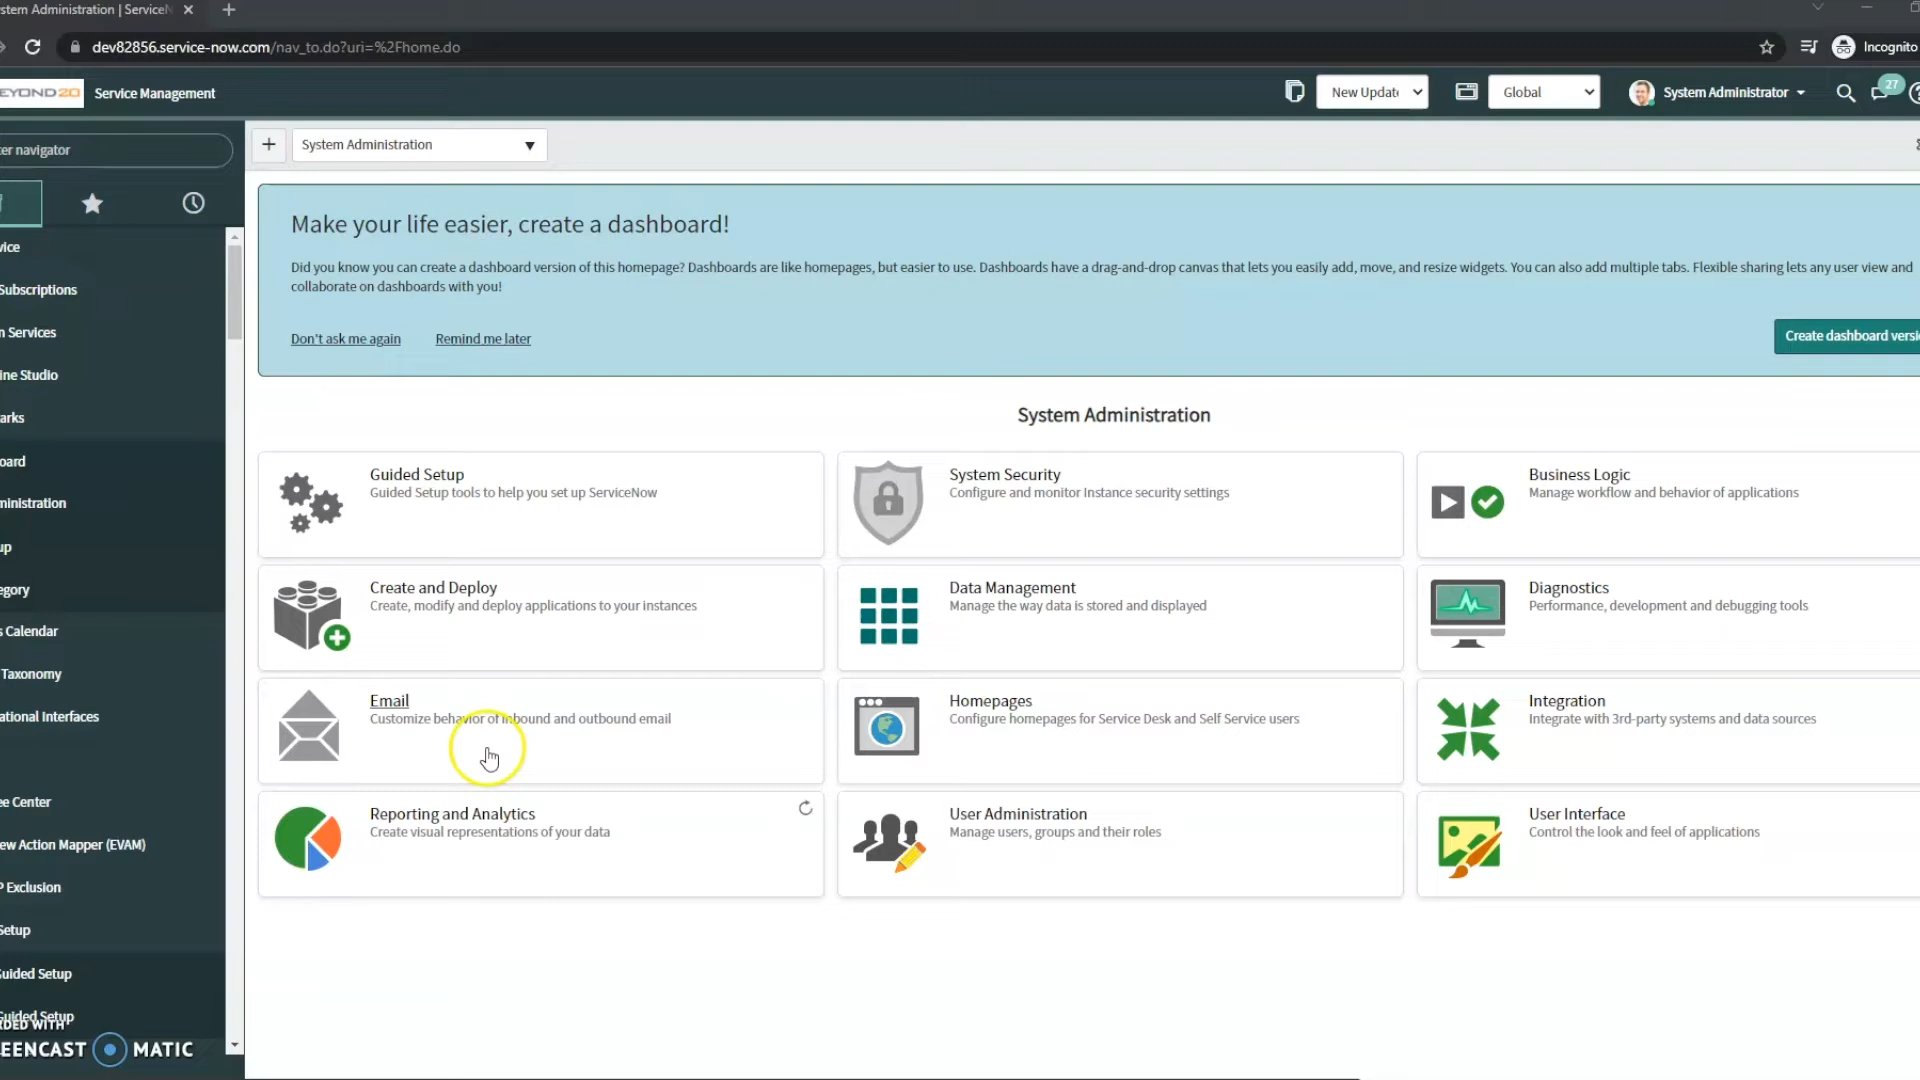 stem Administration | ServiceN
dev82856.service-now.com/nav_to.do?uri=%2Fhome.do
Incognito
EYOND20
Service Management
New Update
Global
System Administrator
27
ter navigator
System Administration
vice
Subscriptions
n Services
ine Studio
arks
oard
ministration
up
egory
s Calendar
Taxonomy
ational Interfaces
ee Center
ew Action Mapper (EVAM)
P Exclusion
Setup
Guided Setup
Guided Setup
RDED WITH
EENCAST MATIC
Make your life easier, create a dashboard!
Did you know you can create a dashboard version of this homepage? Dashboards are like homepages, but easier to use. Dashboards have a drag-and-drop canvas that lets you easily add, move, and resize widgets. You can also add multiple tabs. Flexible sharing lets any user view and
collaborate on dashboards with you!
Don't ask me again
Remind me later
Create dashboard versi
System Administration
Guided Setup
Guided Setup tools to help you set up ServiceNow
System Security
Configure and monitor Instance security settings
Business Logic
Manage workflow and behavior of applications
Create and Deploy
Create, modify and deploy applications to your instances
Data Management
Manage the way data is stored and displayed
Diagnostics
Performance, development and debugging tools
Email
Customize behavior of inbound and outbound email
Homepages
Configure homepages for Service Desk and Self Service users
Integration
Integrate with 3rd-party systems and data sources
Reporting and Analytics
Create visual representations of your data
User Administration
Manage users, groups and their roles
User Interface
Control the look and feel of applications